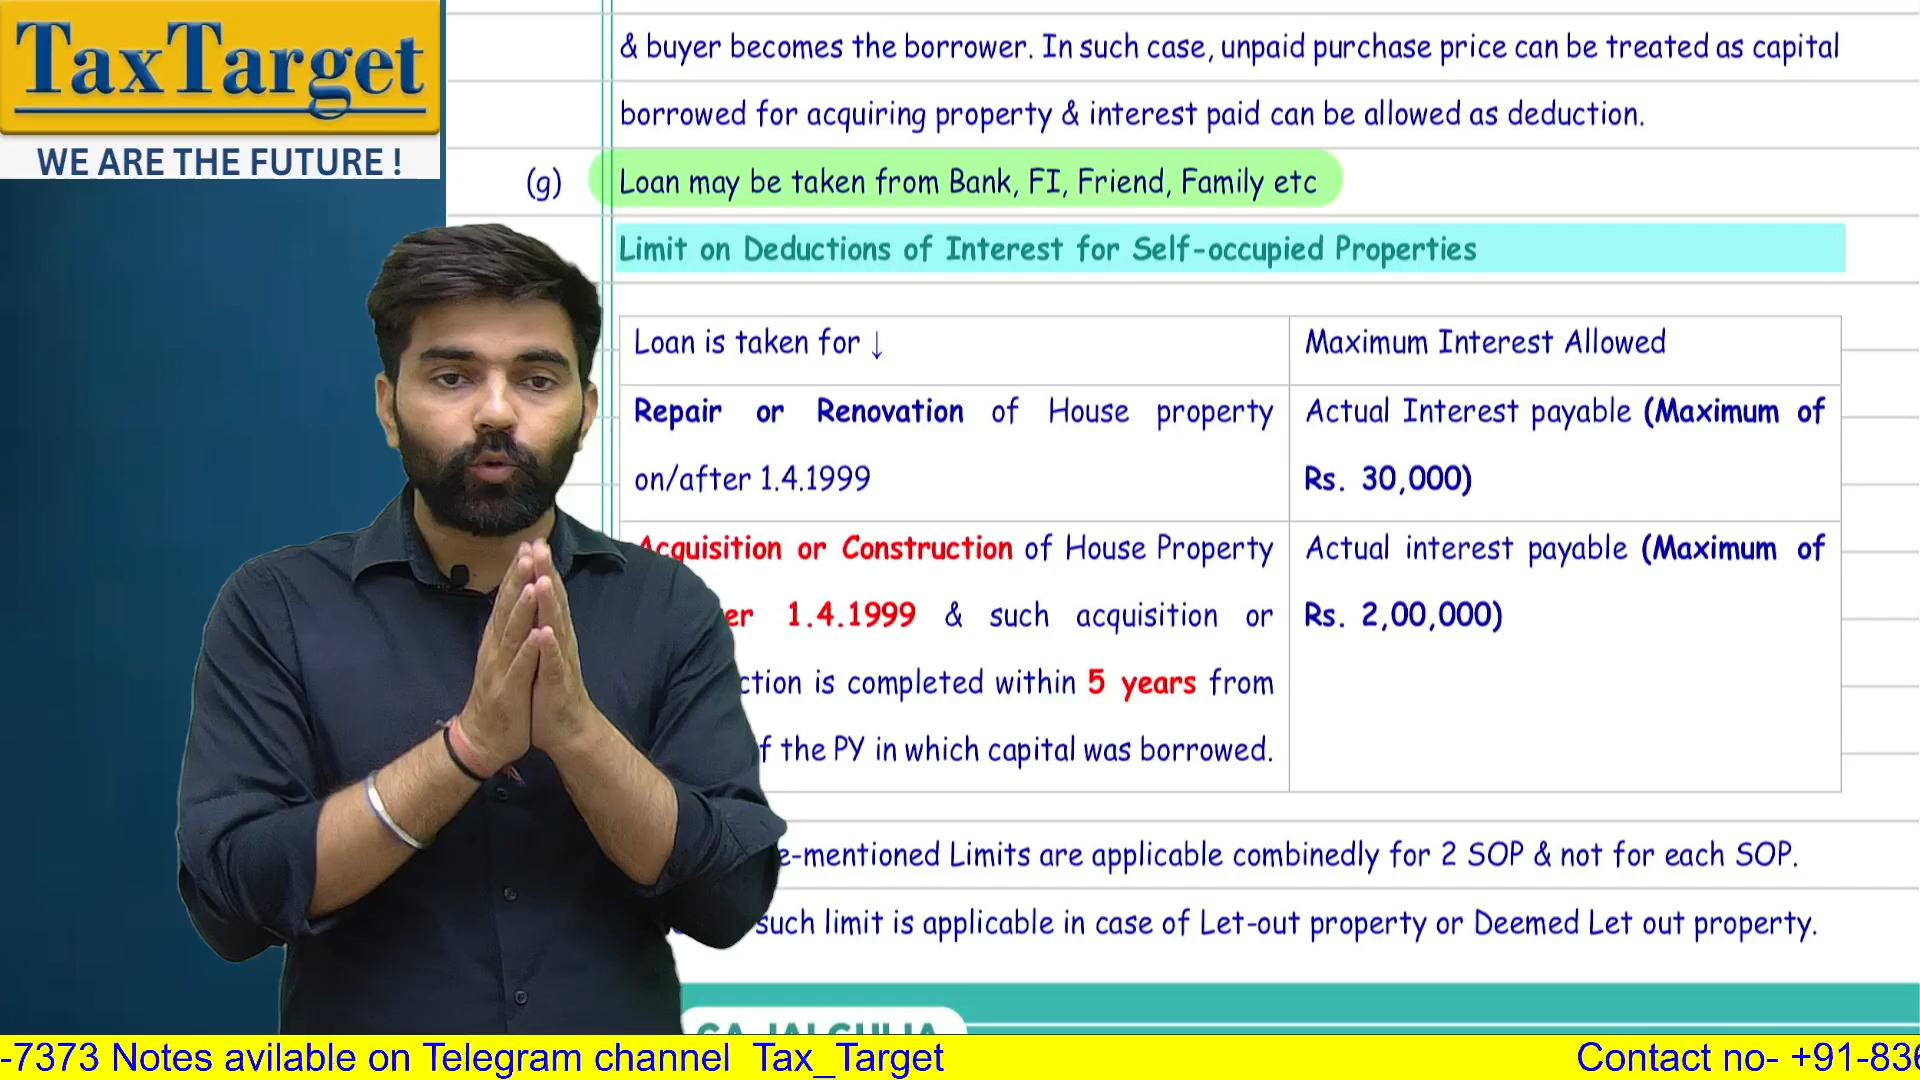 TaxTarget
WE ARE THE FUTURE !
& buyer becomes the borrower. In such case, unpaid purchase price can be treated as capital
borrowed for acquiring property & interest paid can be allowed as deduction.
(g) Loan may be taken from Bank, FI, Friend, Family etc
Limit on Deductions of Interest for Self-occupied Properties
Loan is taken for ↓ Maximum Interest Allowed
Repair or Renovation of House property
on/after 1.4.1999
Actual Interest payable (Maximum of
Rs. 30,000)
Acquisition or Construction of House Property
1.4.1999 & such acquisition or
is completed within 5 years from
the PY in which capital was borrowed.
Actual interest payable (Maximum of
Rs. 2,00,000)
-mentioned Limits are applicable combinedly for 2 SOP & not for each SOP.
such limit is applicable in case of Let-out property or Deemed Let out property.
-7373 Notes avilable on Telegram channel Tax_Target
Contact no- +91-836